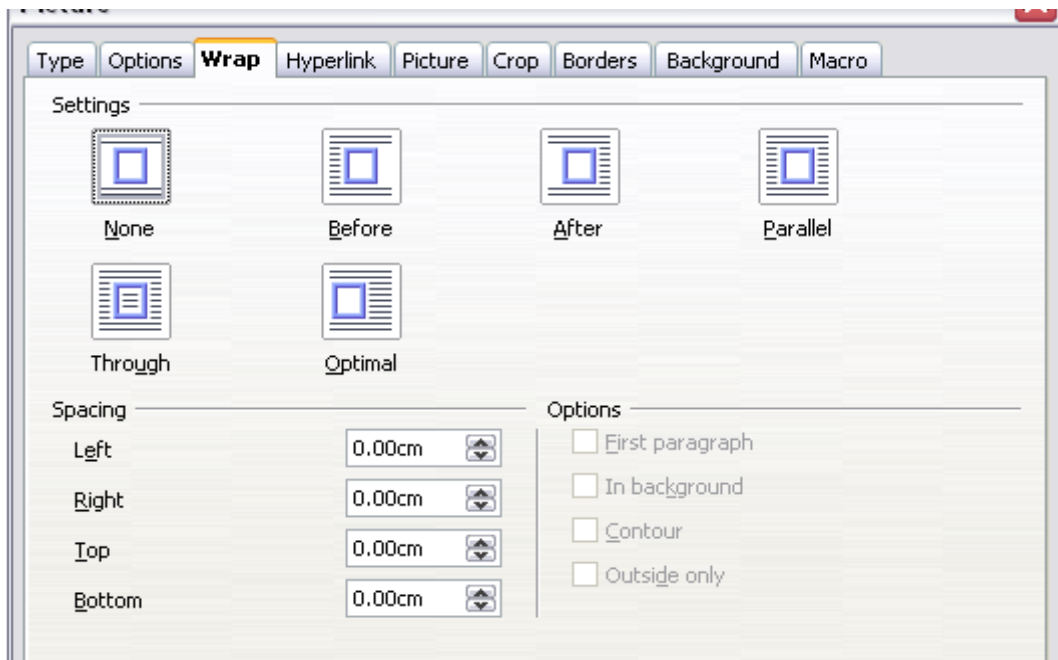 Picture
Type Options Wrap Hyperlink Picture Crop Borders Background Macro
Settings
None Before After Parallel
Through Optimal
Spacing Options
Left 0.00cm First paragraph
Right 0.00cm In background
Top 0.00cm Contour
Bottom 0.00cm Outside only